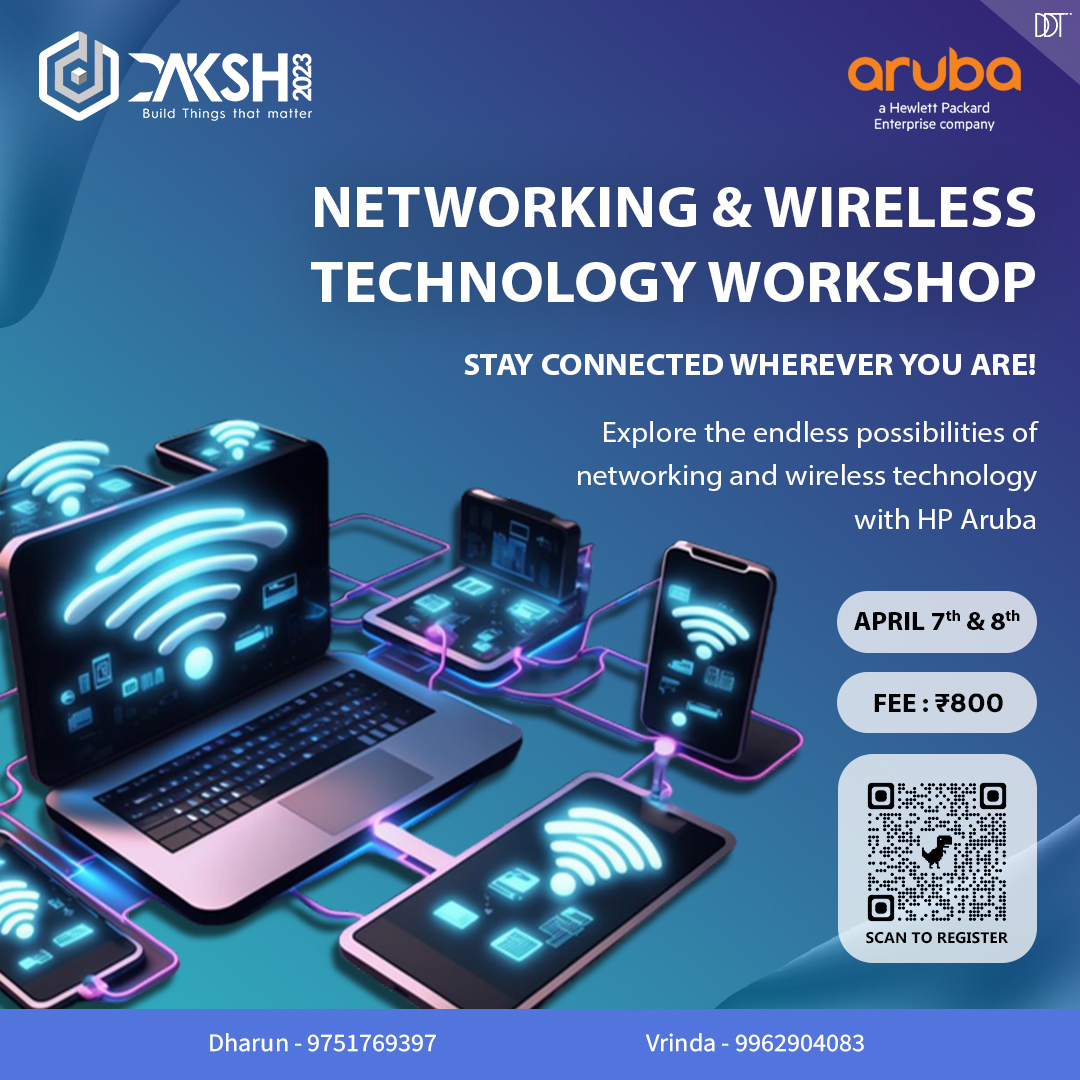 DAKSH 2023
Build Things that matter
DDT
aruba
a Hewlett Packard
Enterprise company
NETWORKING & WIRELESS
TECHNOLOGY WORKSHOP
STAY CONNECTED WHEREVER YOU ARE!
Explore the endless possibilities of
networking and wireless technology
with HP Aruba
APRIL 7th & 8th
FEE : ₹800
SCAN TO REGISTER
Dharun - 9751769397
Vrinda - 9962904083